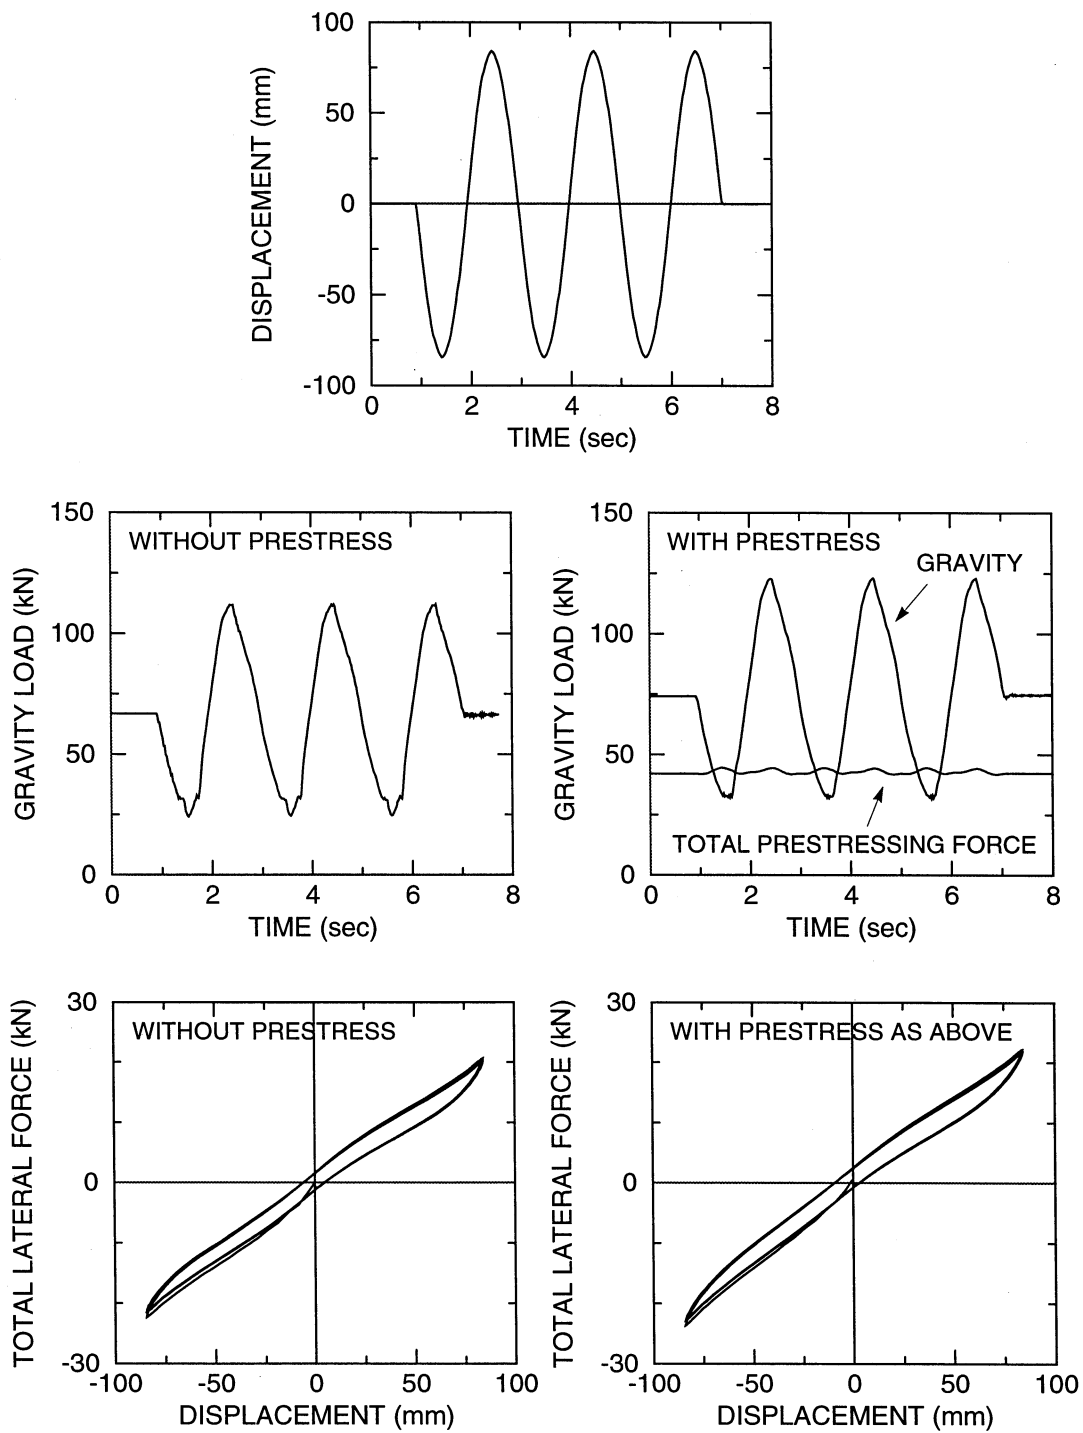 100
50
0
-50
-100
DISPLACEMENT (mm)
0 2 4 6 8
TIME (sec)
150
100
50
0
GRAVITY LOAD (kN)
WITHOUT PRESTRESS
0 2 4 6 8
TIME (sec)
150
100
50
0
GRAVITY LOAD (kN)
WITH PRESTRESS
GRAVITY
TOTAL PRESTRESSING FORCE
0 2 4 6 8
TIME (sec)
30
0
-30
TOTAL LATERAL FORCE (kN)
WITHOUT PRESTRESS
-100 -50 0 50 100
DISPLACEMENT (mm)
30
0
-30
TOTAL LATERAL FORCE (kN)
WITH PRESTRESS AS ABOVE
-100 -50 0 50 100
DISPLACEMENT (mm)